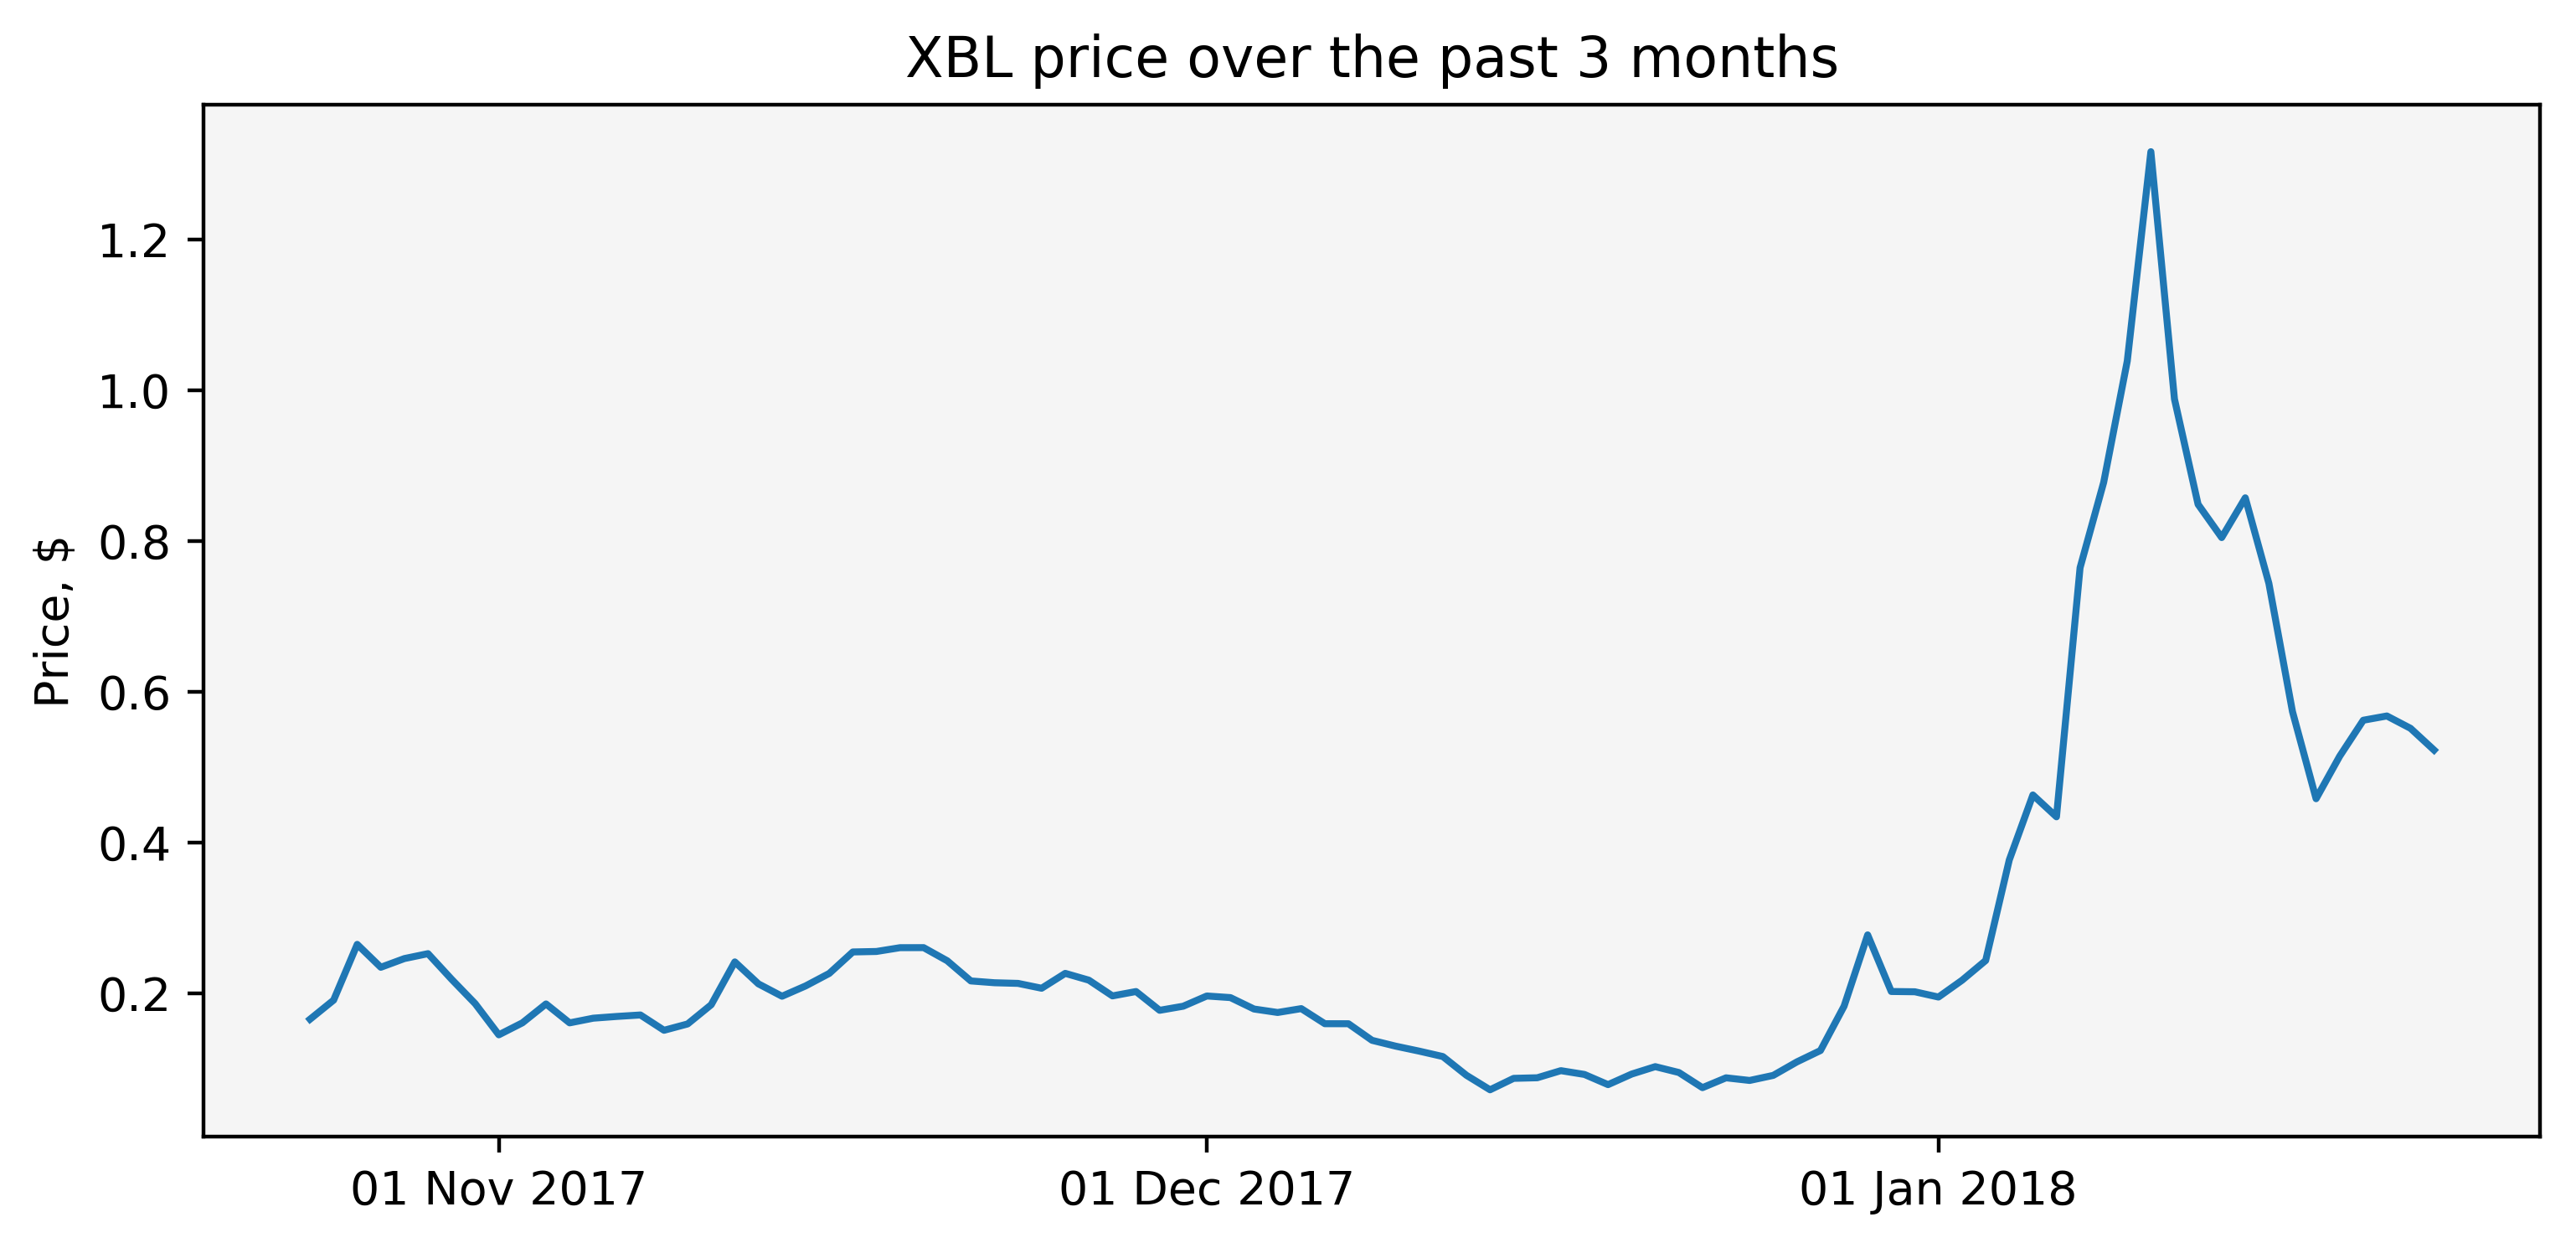 XBL price over the past 3 months
Price, $
1.2
1.0
0.8
0.6
0.4
0.2
01 Nov 2017
01 Dec 2017
01 Jan 2018